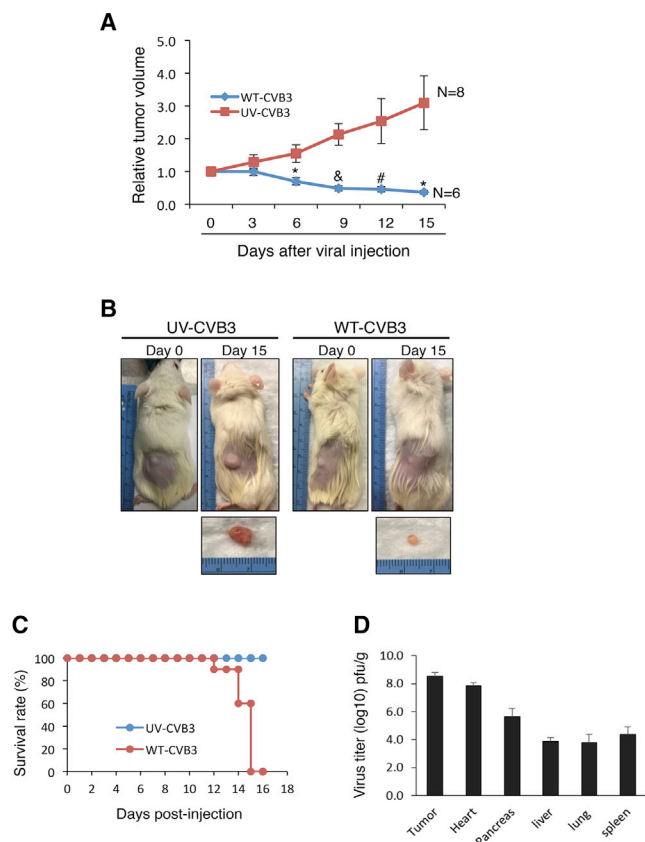 A
Relative tumor volume
5.0
4.0
3.0
2.0
1.0
0.0
WT-CVB3
UV-CVB3
N=8
N=6
*
&
#
*
0 3 6 9 12 15
Days after viral injection
B
UV-CVB3 WT-CVB3
Day 0 Day 15 Day 0 Day 15
C
Survival rate (%)
100
80
60
40
20
0
UV-CVB3
WT-CVB3
0 2 4 6 8 10 12 14 16 18
Days post-injection
D
Virus titer (log10) pfu/g
10.0
8.0
6.0
4.0
2.0
0.0
Tumor
Heart
Pancreas
liver
lung
spleen